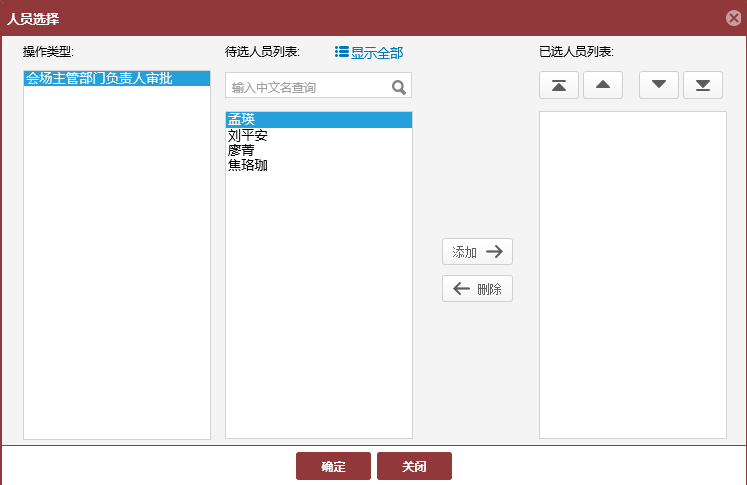 人员选择
操作类型:
待选人员列表:
显示全部
已选人员列表:
会场主管部门负责人审批
输入中文名查询
孟瑛
刘平安
廖菁
焦珞珈
添加
删除
确定
关闭